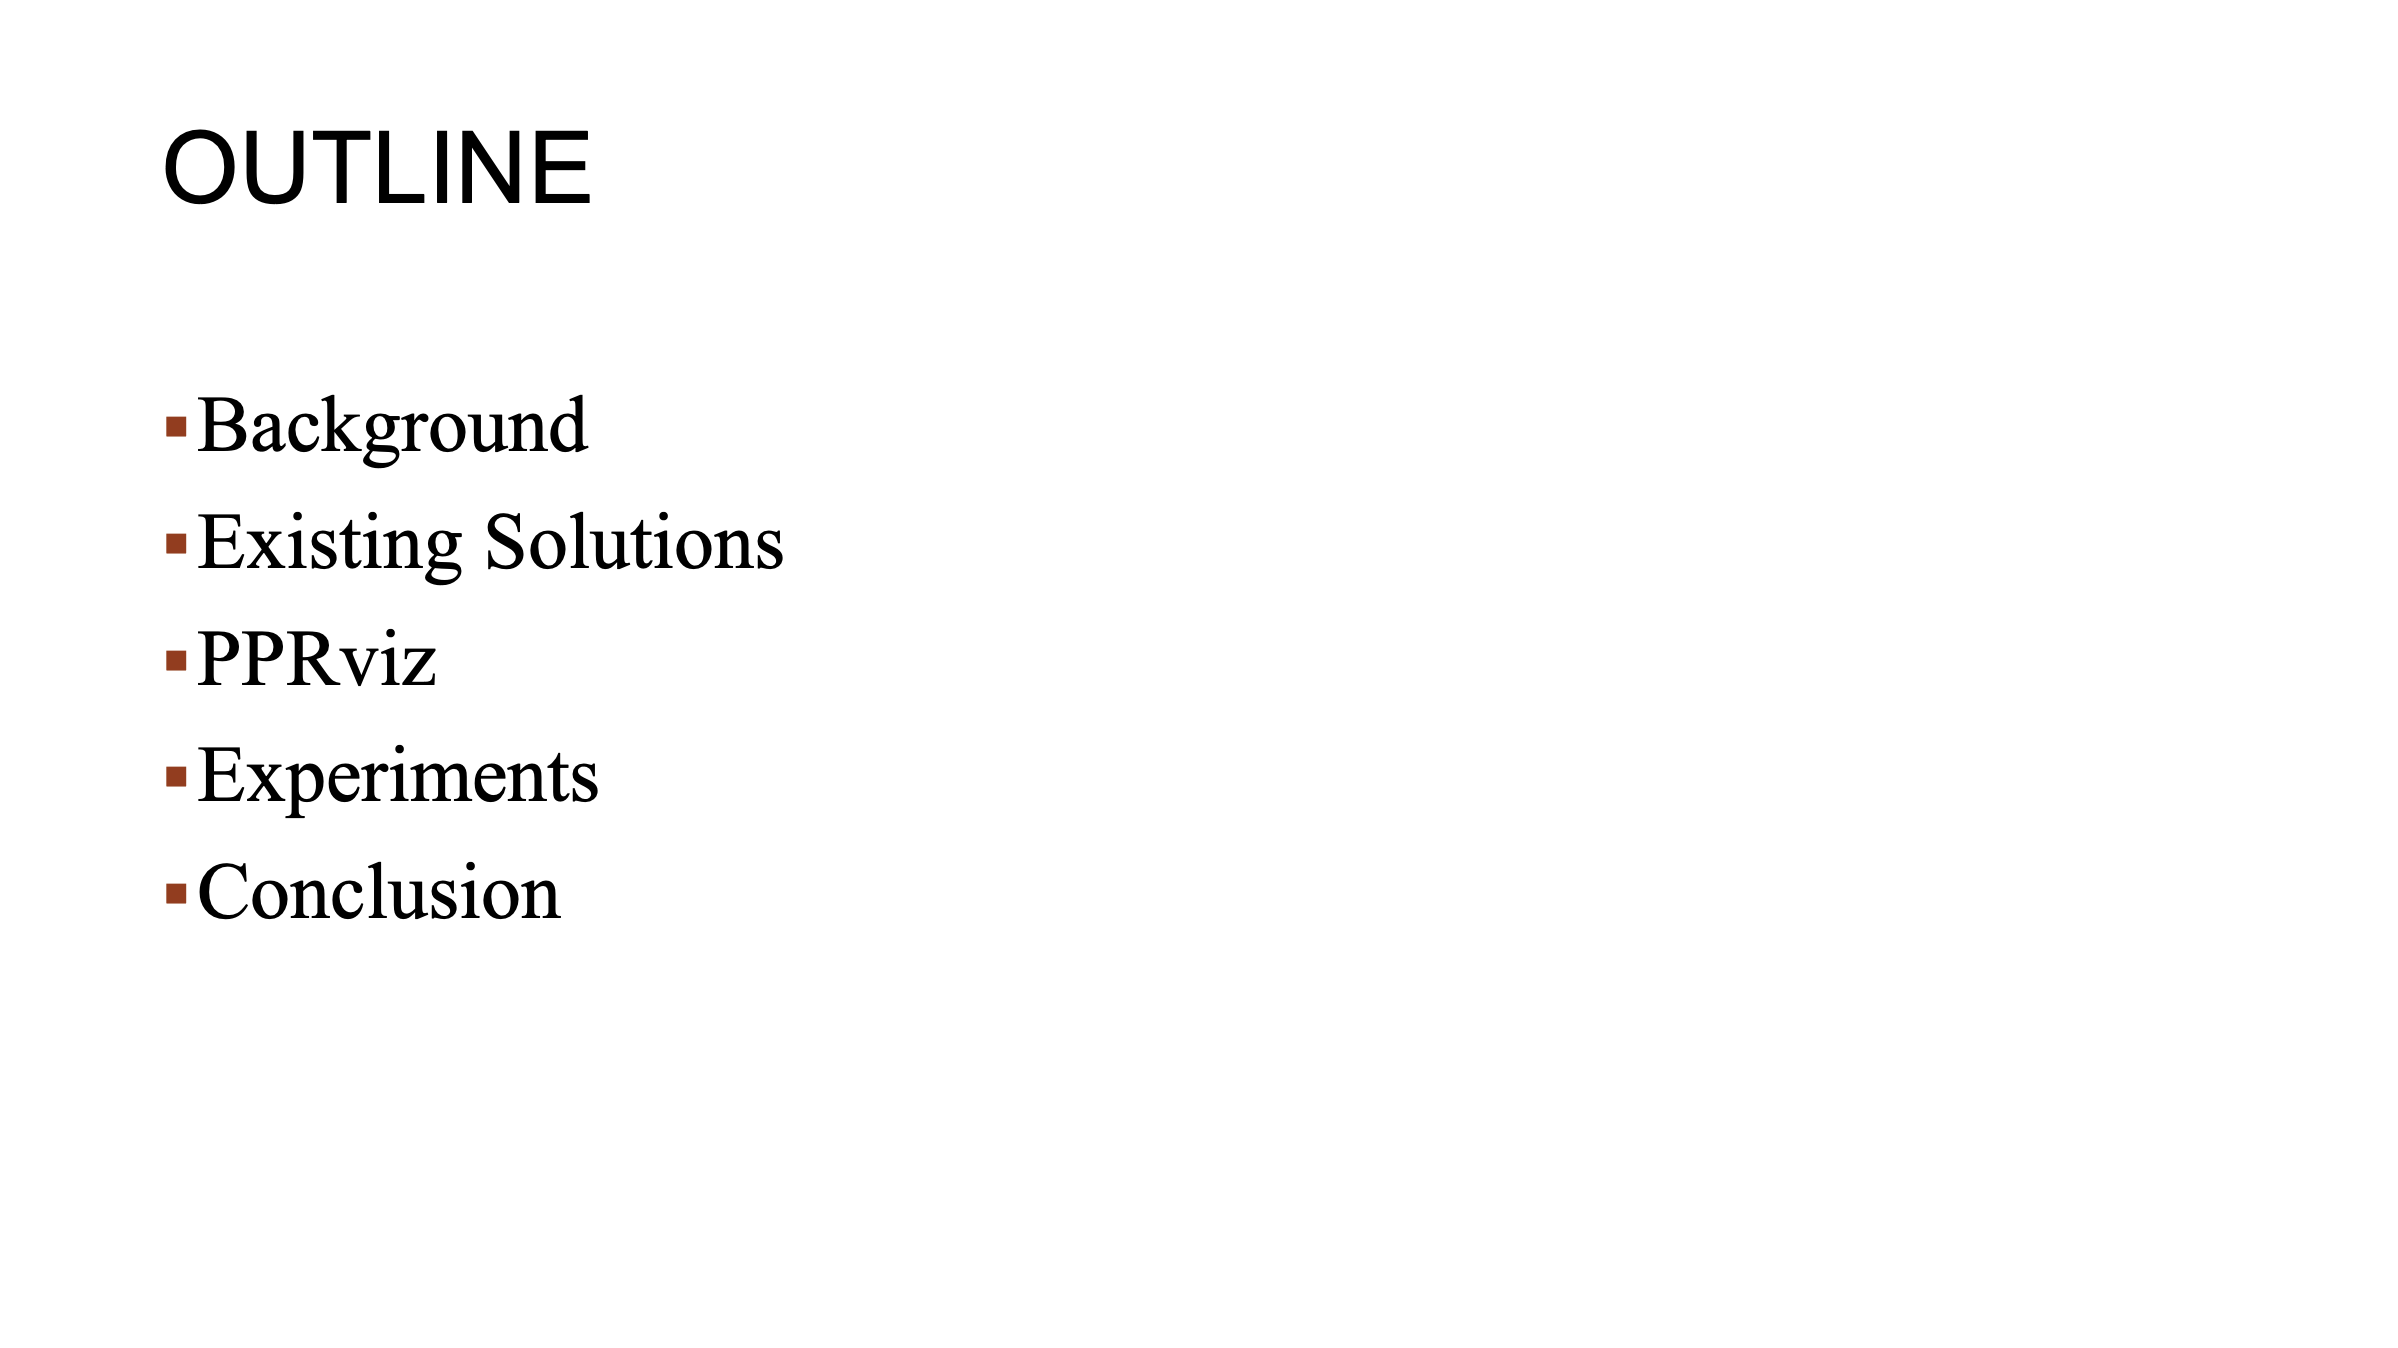 OUTLINE
▪Background
▪Existing Solutions
▪PPRviz
▪Experiments
▪Conclusion